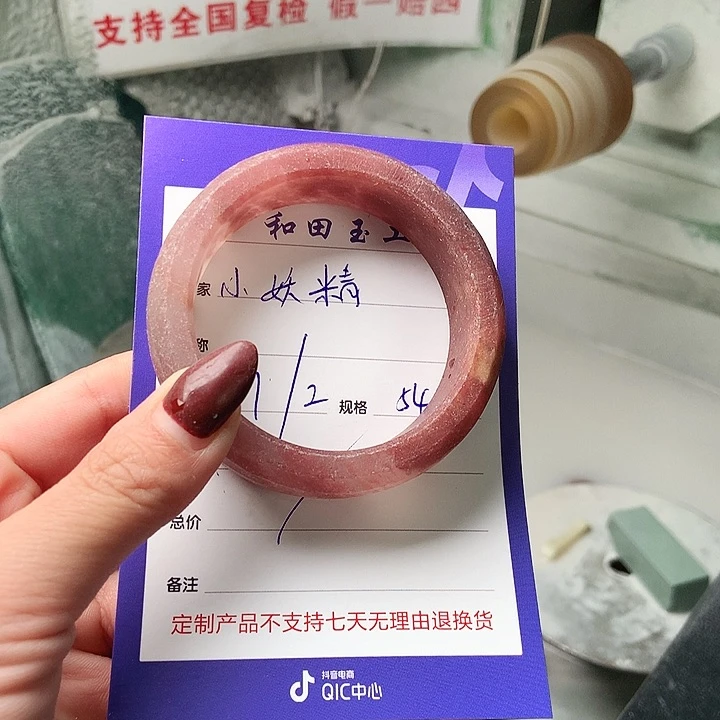 支持全国复检 假一赔四
和田玉
家 小妖精
称
1/2 规格 54
总价
备注
定制产品不支持七天无理由退换货
抖音电商
QIC中心